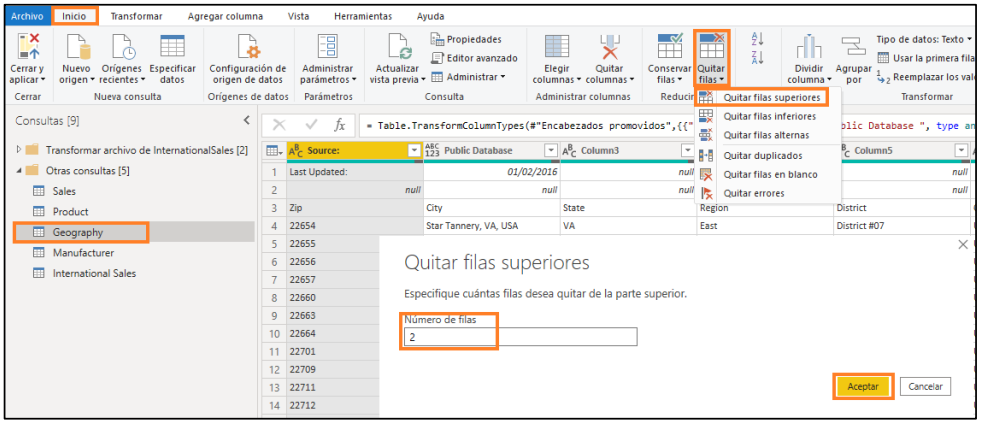 Archivo Inicio Transformar Agregar columna Vista Herramientas Ayuda
Cerrar y aplicar
Nuevo origen
Orígenes recientes
Especificar datos
Configuración de origen de datos
Administrar parámetros
Actualizar vista previa
Propiedades
Editor avanzado
Administrar
Elegir columnas
Quitar columnas
Conservar filas
Quitar filas
Dividir columna
Agrupar por
Tipo de datos: Texto
Usar la primera fila
Reemplazar los val
Cerrar Nueva consulta Orígenes de datos Parámetros Consulta Administrar columnas Reducir Transformar
Quitar filas superiores
Quitar filas inferiores
Quitar filas alternas
Quitar duplicados
Quitar filas en blanco
Quitar errores
Consultas [9]
Transformar archivo de InternationalSales [2]
Otras consultas [5]
Sales
Product
Geography
Manufacturer
International Sales
fx = Table.TransformColumnTypes(#"Encabezados promovidos",{{" blic Database ", type an
ABC Source: ABC 123 Public Database ABC Column3 Column5
1 Last Updated: 01/02/2016 null null
2 null null null null
3 Zip City State Region District
4 22654 Star Tannery, VA, USA VA East District #07
5 22655
6 22656
7 22657
8 22660
9 22663
10 22664
11 22701
12 22709
13 22711
14 22712
Quitar filas superiores
Especifique cuántas filas desea quitar de la parte superior.
Número de filas
2
Aceptar Cancelar